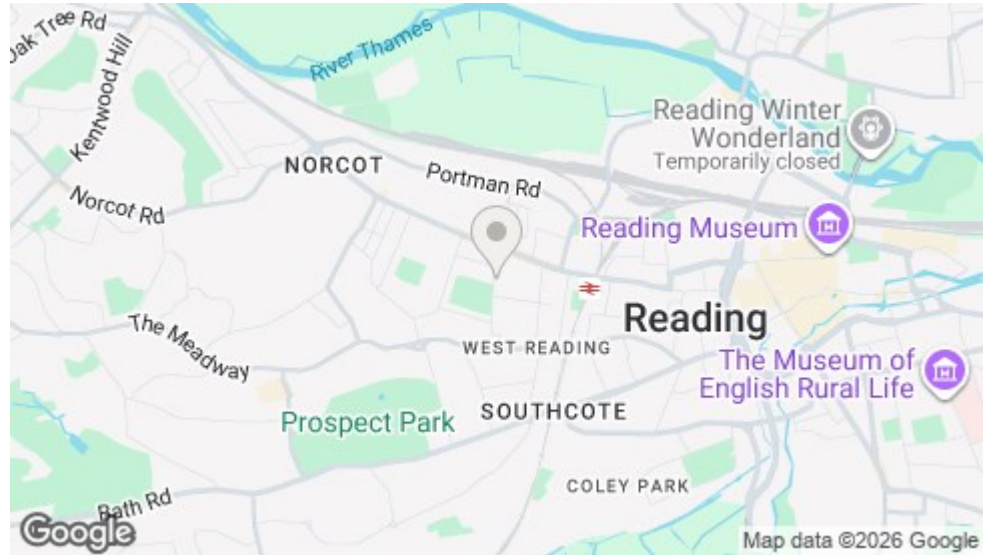 Oak Tree Rd
Kentwood Hill
River Thames
Reading Winter
Wonderland
Temporarily closed
NORCOT
Portman Rd
Norcot Rd
Reading Museum
Reading
The Meadway
WEST READING
The Museum of
English Rural Life
SOUTHCOTE
Prospect Park
COLEY PARK
Bath Rd
Google
Map data ©2026 Google